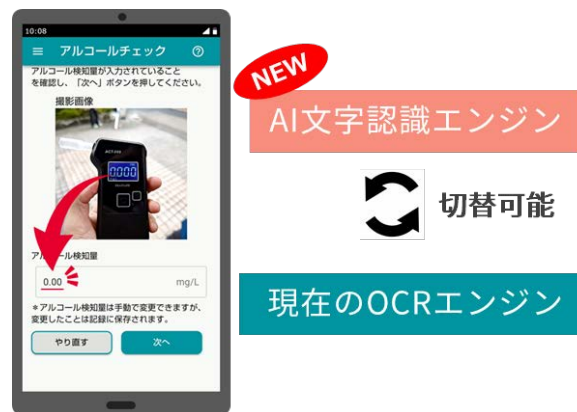 10:08
アルコールチェック
アルコール検知量が入力されていること
を確認し、「次へ」ボタンを押してください。
撮影画像
0.000
アルコール検知量
0.00
mg/L
*アルコール検知量は手動で変更できますが、
変更したことは記録に保存されます。
やり直す
次へ
NEW
AI文字認識エンジン
切替可能
現在のOCRエンジン